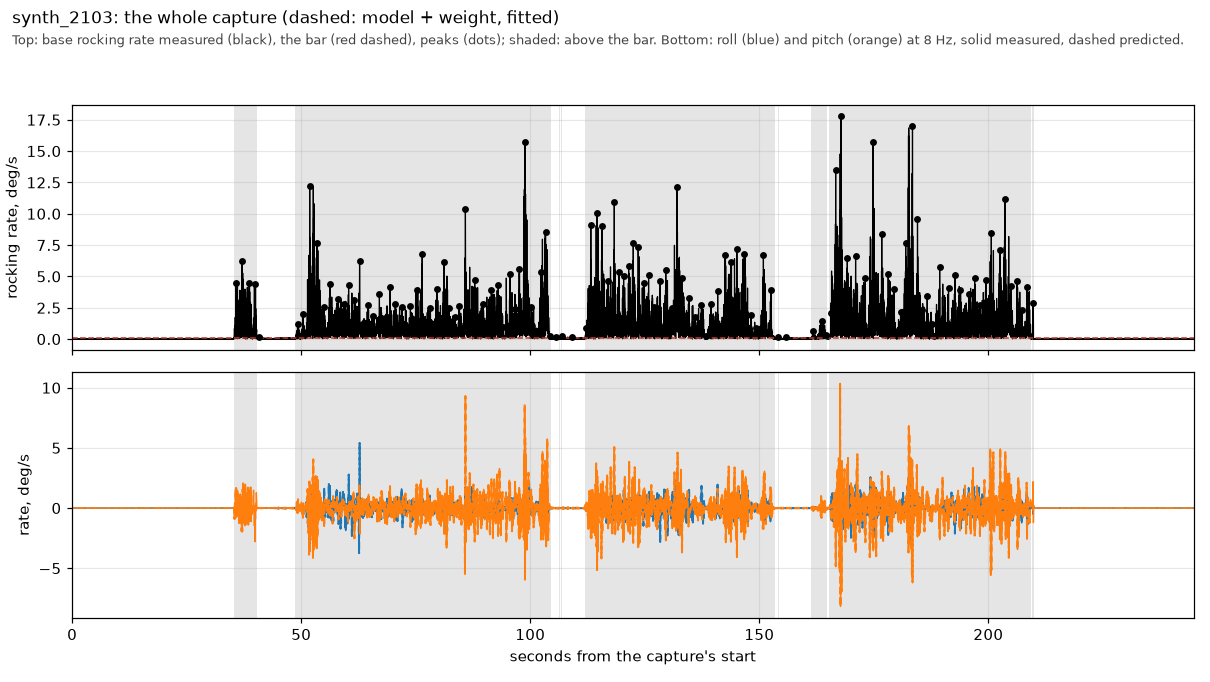 synth_2103: the whole capture (dashed: model + weight, fitted)
Top: base rocking rate measured (black), the bar (red dashed), peaks (dots); shaded: above the bar. Bottom: roll (blue) and pitch (orange) at 8 Hz, solid measured, dashed predicted.
17.5
15.0
12.5
10.0
7.5
5.0
2.5
0.0
rocking rate, deg/s
10
5
0
−5
rate, deg/s
0 50 100 150 200
seconds from the capture's start